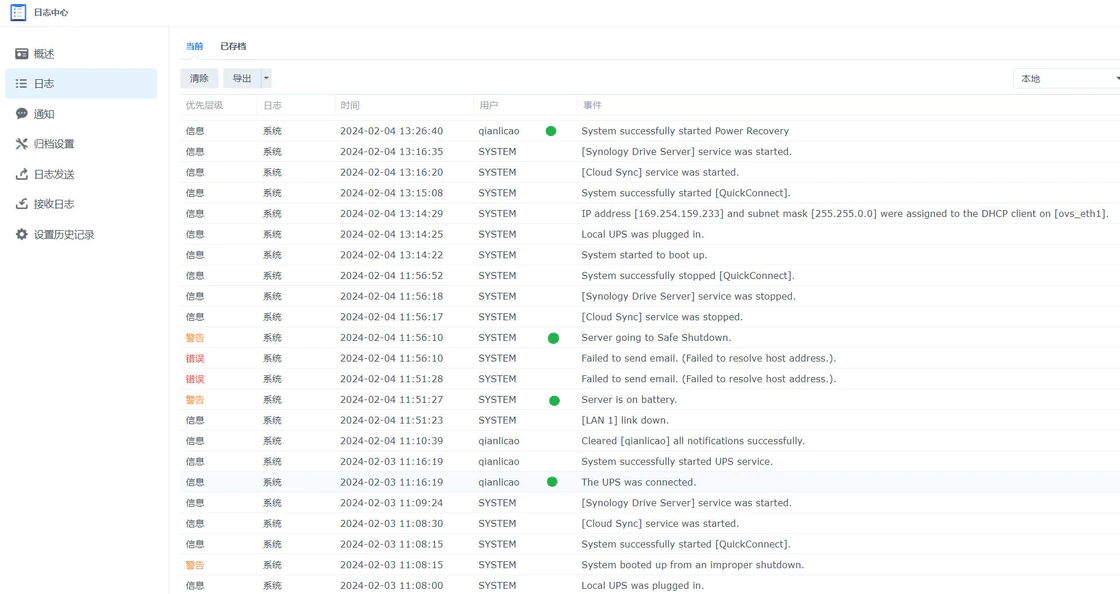 日志中心
概述
日志
通知
归档设置
日志发送
接收日志
设置历史记录
当前 已存档
清除 导出 本地
优先层级 日志 时间 用户 事件
信息 系统 2024-02-04 13:26:40 qianlicao System successfully started Power Recovery
信息 系统 2024-02-04 13:16:35 SYSTEM [Synology Drive Server] service was started.
信息 系统 2024-02-04 13:16:20 SYSTEM [Cloud Sync] service was started.
信息 系统 2024-02-04 13:15:08 SYSTEM System successfully started [QuickConnect].
信息 系统 2024-02-04 13:14:29 SYSTEM IP address [169.254.159.233] and subnet mask [255.255.0.0] were assigned to the DHCP client on [ovs_eth1].
信息 系统 2024-02-04 13:14:25 SYSTEM Local UPS was plugged in.
信息 系统 2024-02-04 13:14:22 SYSTEM System started to boot up.
信息 系统 2024-02-04 11:56:52 SYSTEM System successfully stopped [QuickConnect].
信息 系统 2024-02-04 11:56:18 SYSTEM [Synology Drive Server] service was stopped.
信息 系统 2024-02-04 11:56:17 SYSTEM [Cloud Sync] service was stopped.
警告 系统 2024-02-04 11:56:10 SYSTEM Server going to Safe Shutdown.
错误 系统 2024-02-04 11:56:10 SYSTEM Failed to send email. (Failed to resolve host address.).
错误 系统 2024-02-04 11:51:28 SYSTEM Failed to send email. (Failed to resolve host address.).
警告 系统 2024-02-04 11:51:27 SYSTEM Server is on battery.
信息 系统 2024-02-04 11:51:23 SYSTEM [LAN 1] link down.
信息 系统 2024-02-04 11:10:39 qianlicao Cleared [qianlicao] all notifications successfully.
信息 系统 2024-02-03 11:16:19 qianlicao System successfully started UPS service.
信息 系统 2024-02-03 11:16:19 qianlicao The UPS was connected.
信息 系统 2024-02-03 11:09:24 SYSTEM [Synology Drive Server] service was started.
信息 系统 2024-02-03 11:08:30 SYSTEM [Cloud Sync] service was started.
信息 系统 2024-02-03 11:08:15 SYSTEM System successfully started [QuickConnect].
警告 系统 2024-02-03 11:08:15 SYSTEM System booted up from an improper shutdown.
信息 系统 2024-02-03 11:08:00 SYSTEM Local UPS was plugged in.